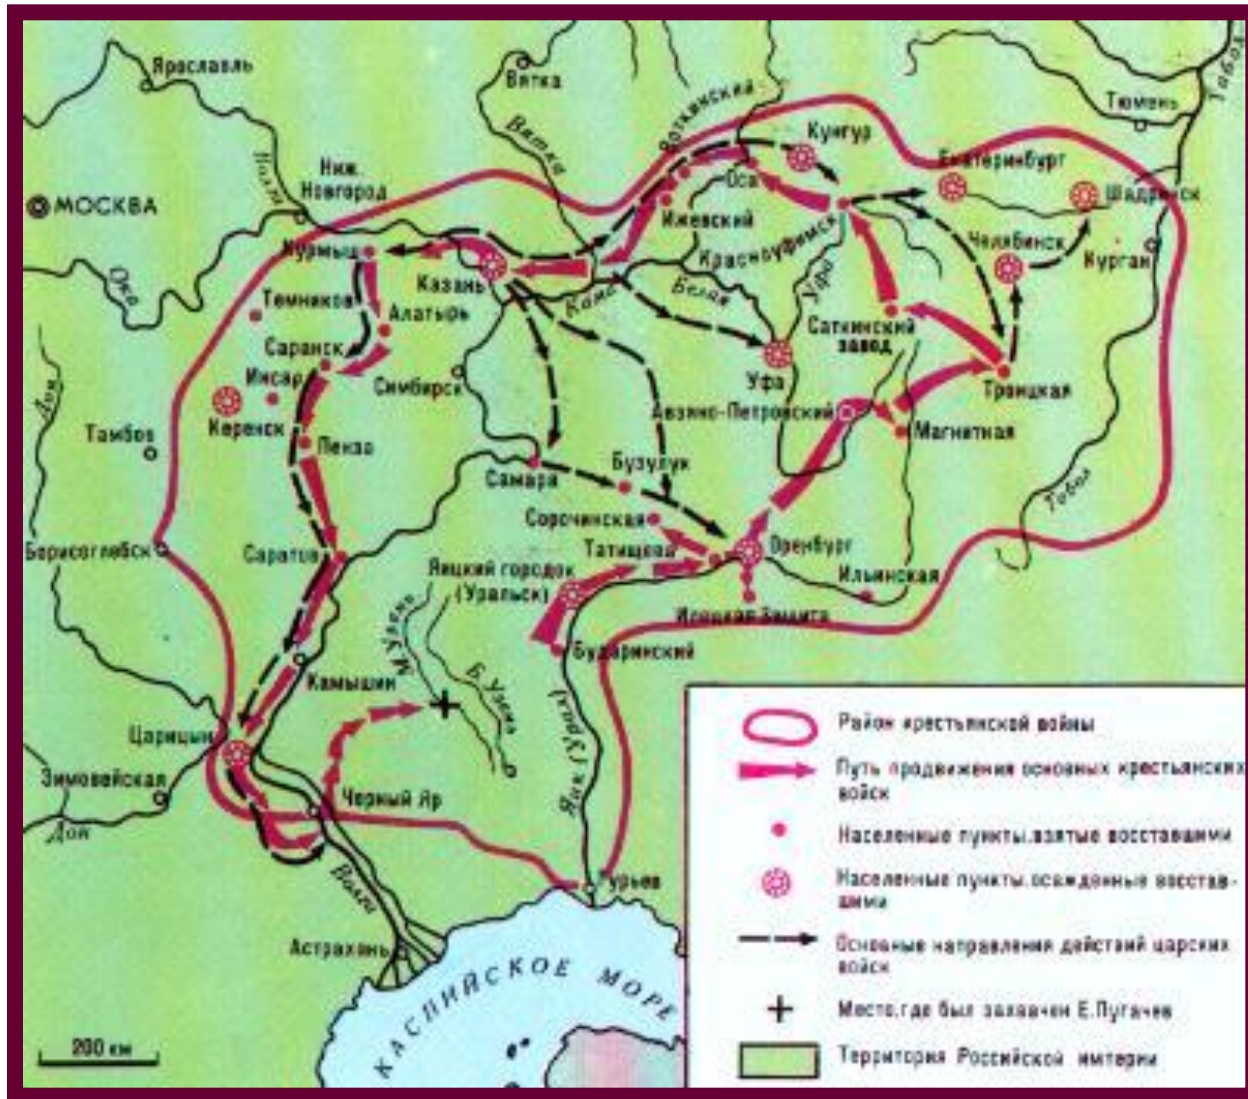 Ярославль
Вятка
Тобол
Тюмень
Воткинский
Кунгур
Вятка
Волга
Ниж.
Новгород
Екатеринбург
Шадринск
МОСКВА
Оса
Ижевский
Красноуфимск
Челябинск
Курган
Курмыш
Казань
Кама
Белая
Уфа
Ока
Темников
Алатырь
Саткинский
завод
Саранск
Инсар
Симбирск
Уфа
Троицкая
Дон
Керенск
Авзяно-Петровский
Магнитная
Тамбов
Пенза
Самара
Бузулук
Тобол
Сорочинская
Борисоглебск
Саратов
Татищева
Оренбург
Яицкий городок
(Уральск)
Ильинская
Илецкая Защита
М.Узень
Бударинский
Б.Узень
Камышин
Царицын
Яик (Урал)
Зимовейская
Черный Яр
Дон
Волга
Гурьев
Астрахань
КАСПИЙСКОЕ МОРЕ
200 км
Район крестьянской войны
Путь продвижения основных крестьянских
войск
Населенные пункты, взятые восставшими
Населенные пункты, осажденные восстав-
шими
Основные направления действий царских
войск
Место, где был захвачен Е.Пугачев
Территория Российской империи